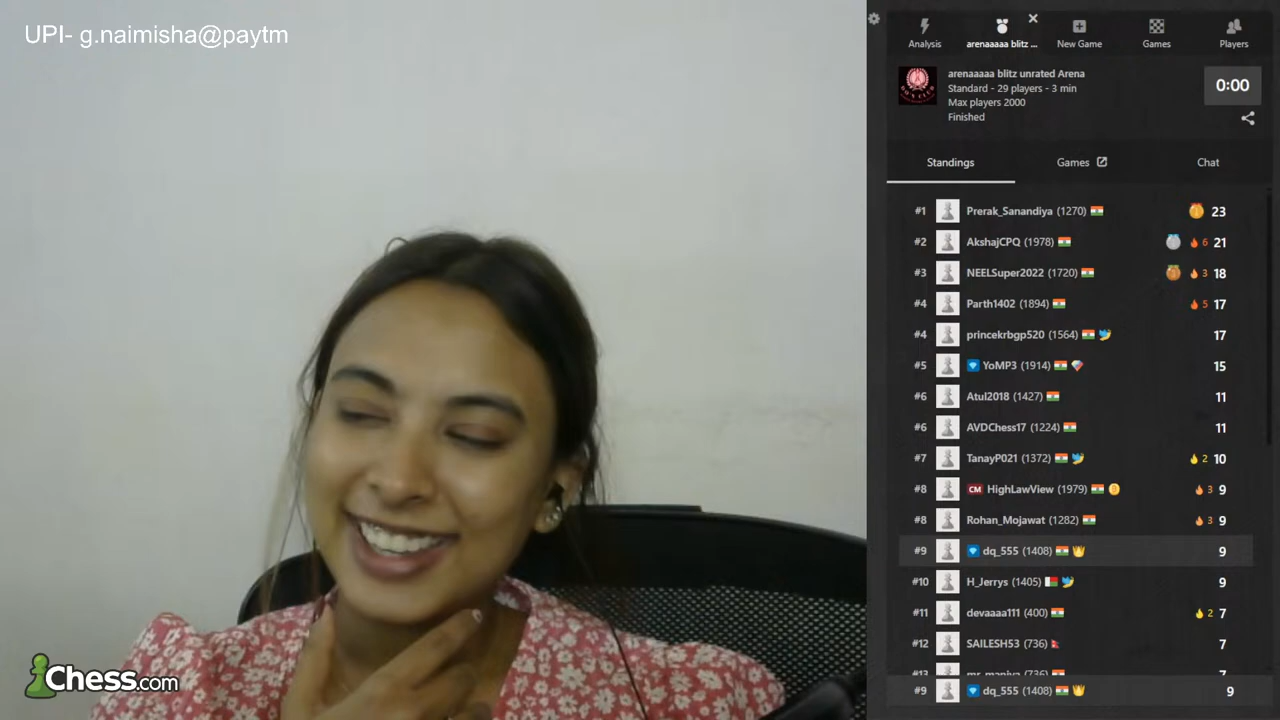 UPI- g.naimisha@paytm
Chess.com
Analysis
arenaaaaa blitz ...
New Game
Games
Players
arenaaaaa blitz unrated Arena
Standard - 29 players - 3 min
Max players 2000
Finished
0:00
Standings
Games
Chat
#1 Prerak_Sanandiya (1270) 23
#2 AkshajCPQ (1978) 6 21
#3 NEELSuper2022 (1720) 3 18
#4 Parth1402 (1894) 5 17
#4 princekrbgp520 (1564) 17
#5 YoMP3 (1914) 15
#6 Atul2018 (1427) 11
#6 AVDChess17 (1224) 11
#7 TanayP021 (1372) 2 10
#8 CM HighLawView (1979) 3 9
#8 Rohan_Mojawat (1282) 3 9
#9 dq_555 (1408) 9
#10 H_Jerrys (1405) 9
#11 devaaaa111 (400) 2 7
#12 SAILESH53 (736) 7
#9 dq_555 (1408) 9